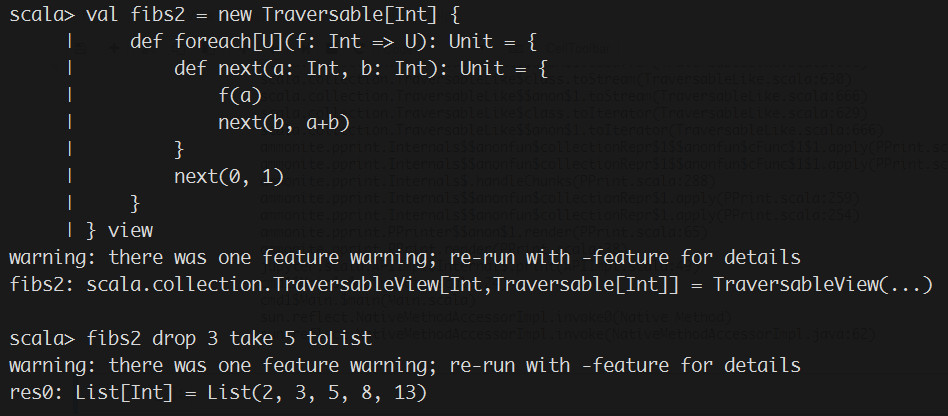 scala> val fibs2 = new Traversable[Int] {
     |     def foreach[U](f: Int => U): Unit = {
     |         def next(a: Int, b: Int): Unit = {
     |             f(a)
     |             next(b, a+b)
     |         }
     |         next(0, 1)
     |     }
     | } view
warning: there was one feature warning; re-run with -feature for details
fibs2: scala.collection.TraversableView[Int,Traversable[Int]] = TraversableView(...)

scala> fibs2 drop 3 take 5 toList
warning: there was one feature warning; re-run with -feature for details
res0: List[Int] = List(2, 3, 5, 8, 13)